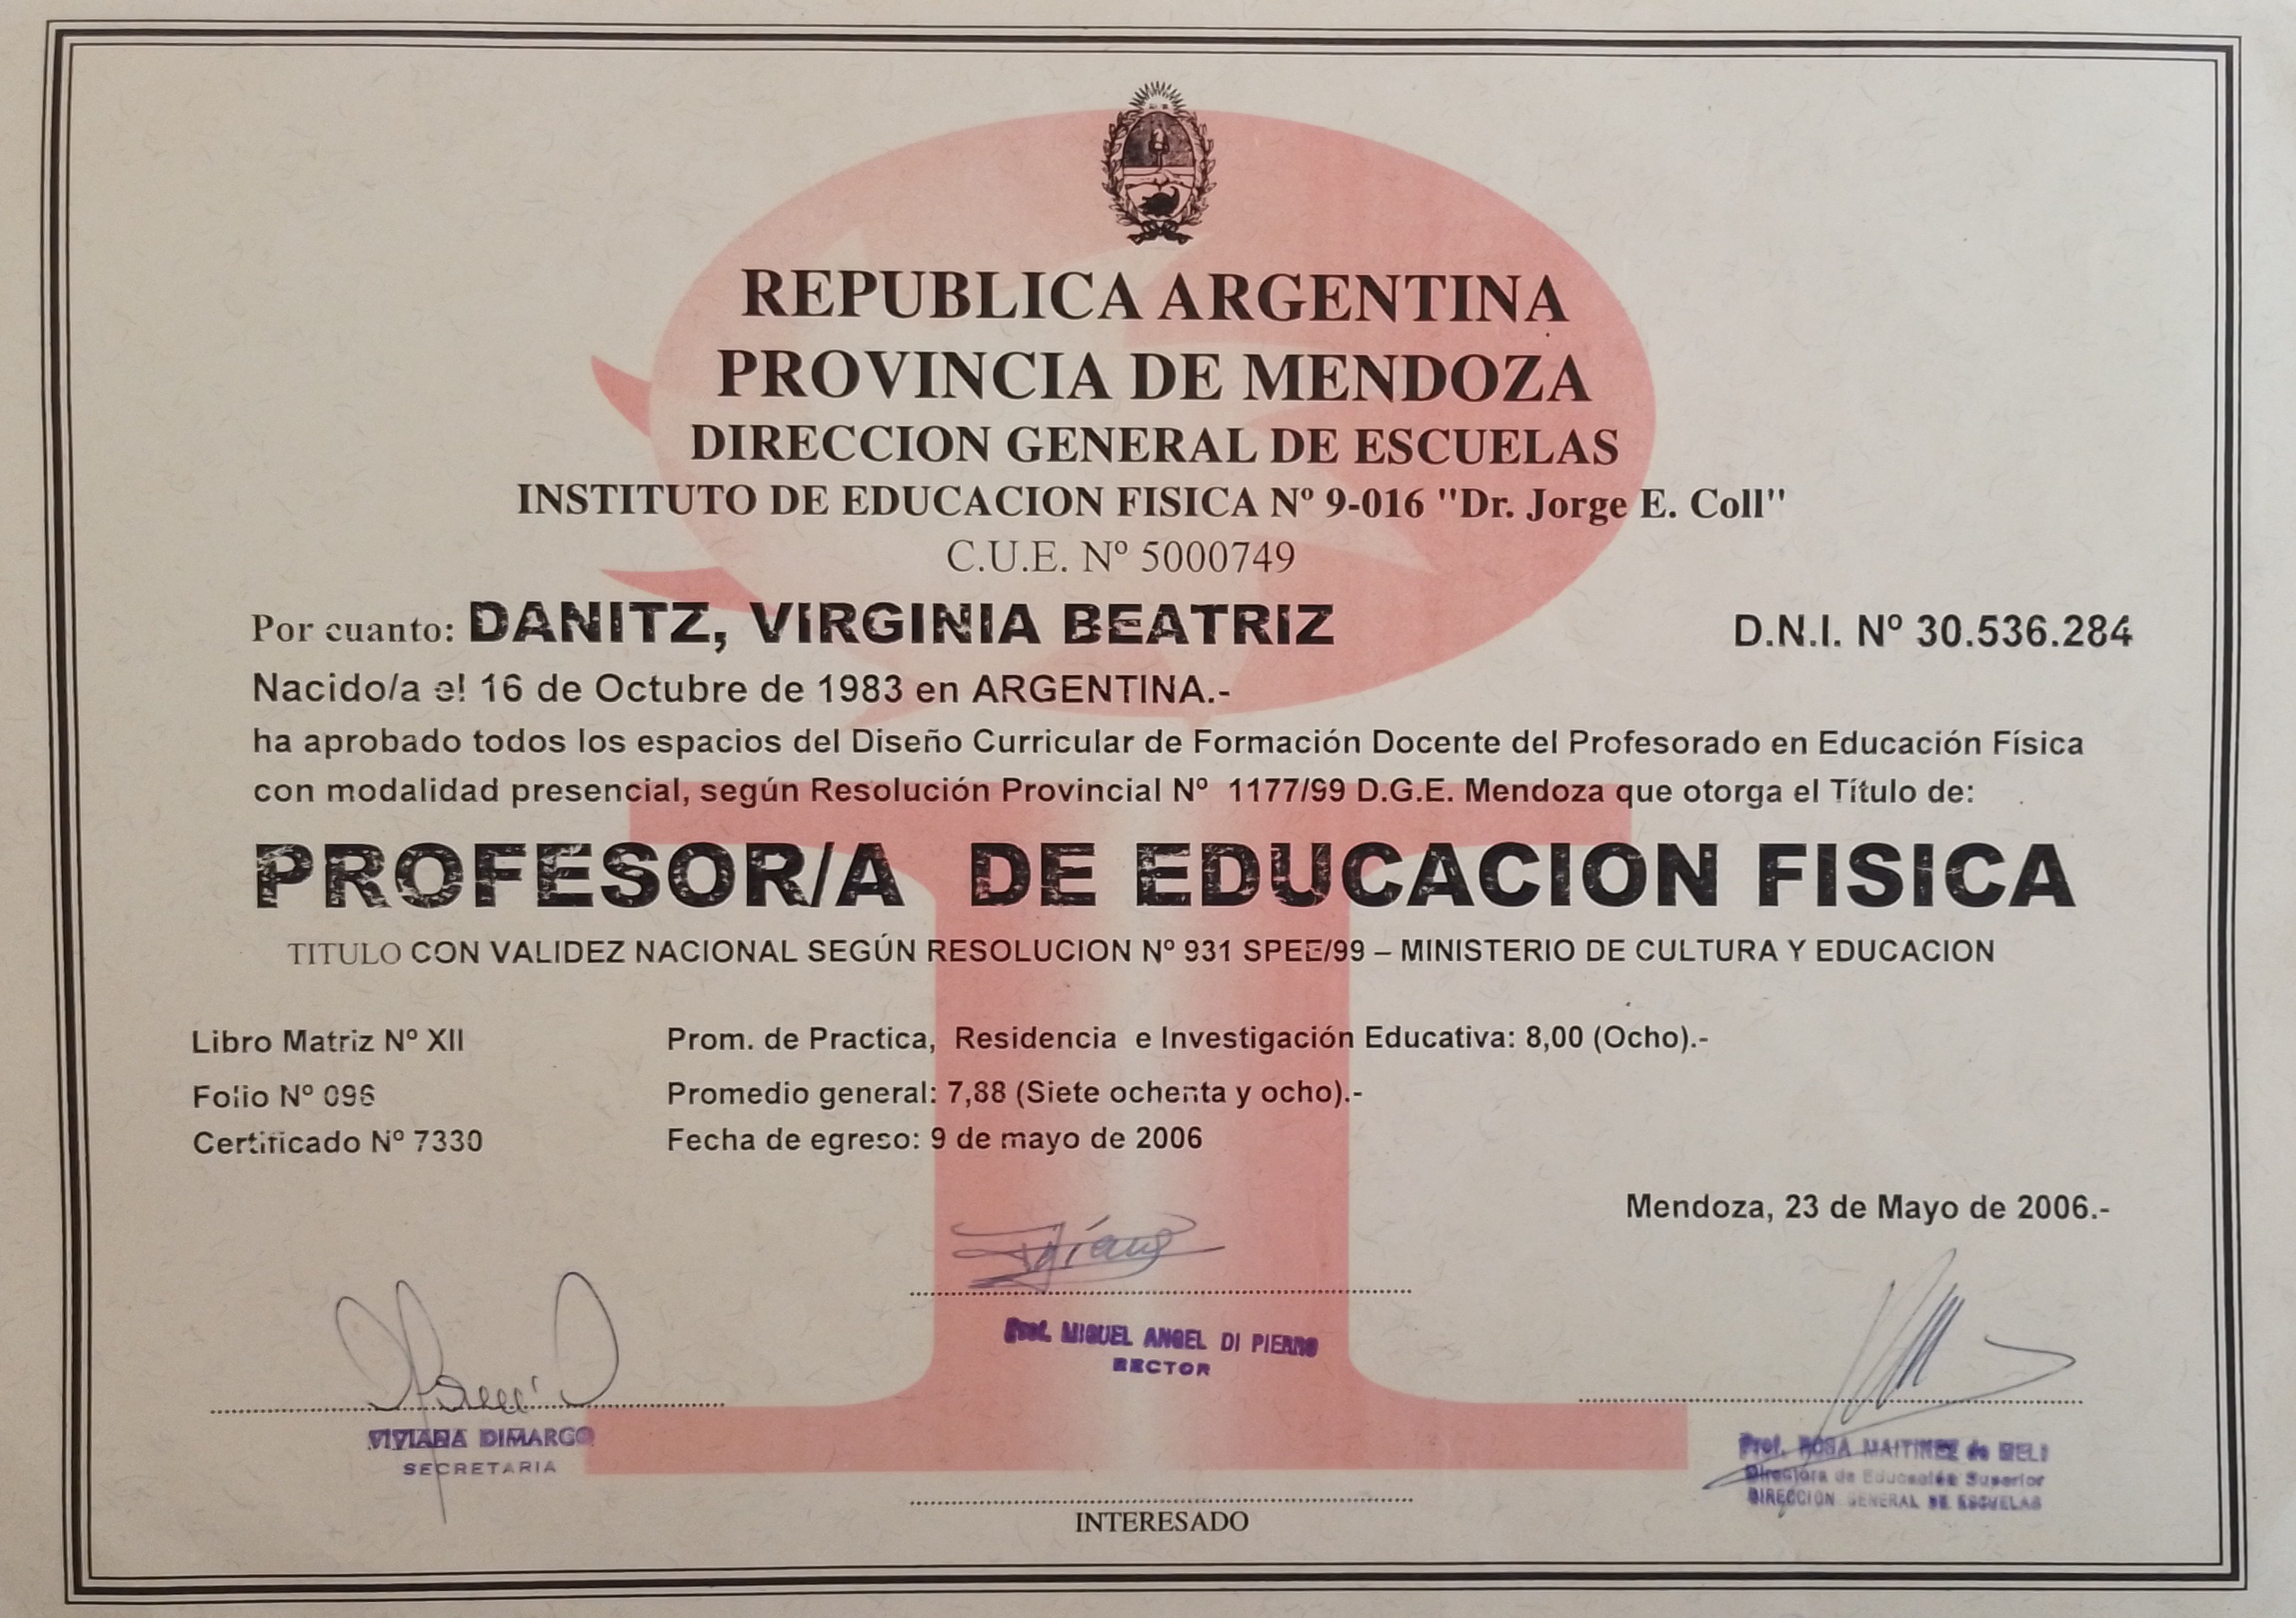 REPUBLICA ARGENTINA
PROVINCIA DE MENDOZA
DIRECCION GENERAL DE ESCUELAS
INSTITUTO DE EDUCACION FISICA Nº 9-016 "Dr. Jorge E. Coll"
C.U.E. Nº 5000749
Por cuanto: DANITZ, VIRGINIA BEATRIZ D.N.I. Nº 30.536.284
Nacido/a el 16 de Octubre de 1983 en ARGENTINA.-
ha aprobado todos los espacios del Diseño Curricular de Formación Docente del Profesorado en Educación Física
con modalidad presencial, según Resolución Provincial Nº 1177/99 D.G.E. Mendoza que otorga el Título de:
PROFESOR/A DE EDUCACION FISICA
TITULO CON VALIDEZ NACIONAL SEGÚN RESOLUCION Nº 931 SPEE/99 – MINISTERIO DE CULTURA Y EDUCACION
Libro Matriz Nº XII Prom. de Practica, Residencia e Investigación Educativa: 8,00 (Ocho).-
Folio Nº 096 Promedio general: 7,88 (Siete ochenta y ocho).-
Certificado Nº 7330 Fecha de egreso: 9 de mayo de 2006
Mendoza, 23 de Mayo de 2006.-
Prof. MIGUEL ANGEL DI PIERRO
RECTOR
VIVIANA DIMARCO
SECRETARIA
Prof. ROSA MAITINEZ de MELI
Directora de Educación Superior
DIRECCION GENERAL DE ESCUELAS
INTERESADO